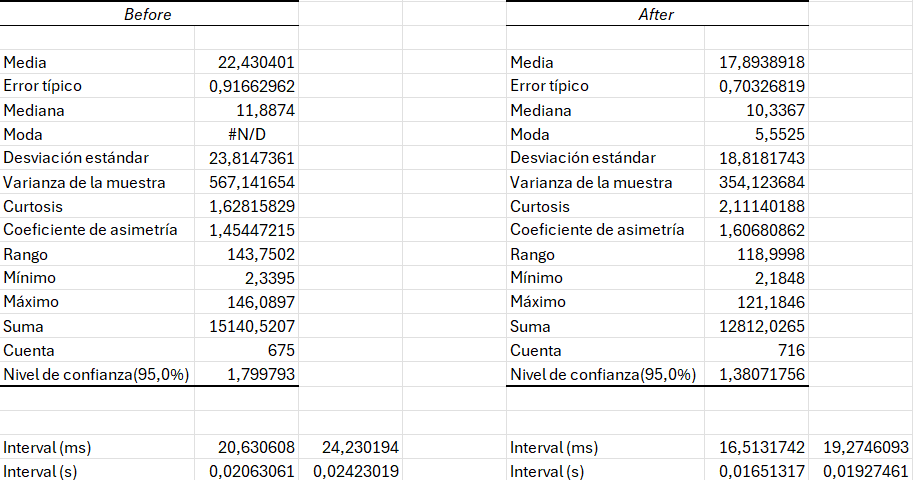 Before After
Media 22,430401 Media 17,8938918
Error típico 0,91662962 Error típico 0,70326819
Mediana 11,8874 Mediana 10,3367
Moda #N/D Moda 5,5525
Desviación estándar 23,8147361 Desviación estándar 18,8181743
Varianza de la muestra 567,141654 Varianza de la muestra 354,123684
Curtosis 1,62815829 Curtosis 2,11140188
Coeficiente de asimetría 1,45447215 Coeficiente de asimetría 1,60680862
Rango 143,7502 Rango 118,9998
Mínimo 2,3395 Mínimo 2,1848
Máximo 146,0897 Máximo 121,1846
Suma 15140,5207 Suma 12812,0265
Cuenta 675 Cuenta 716
Nivel de confianza(95,0%) 1,799793 Nivel de confianza(95,0%) 1,38071756
Interval (ms) 20,630608 24,230194 Interval (ms) 16,5131742 19,2746093
Interval (s) 0,02063061 0,02423019 Interval (s) 0,01651317 0,01927461